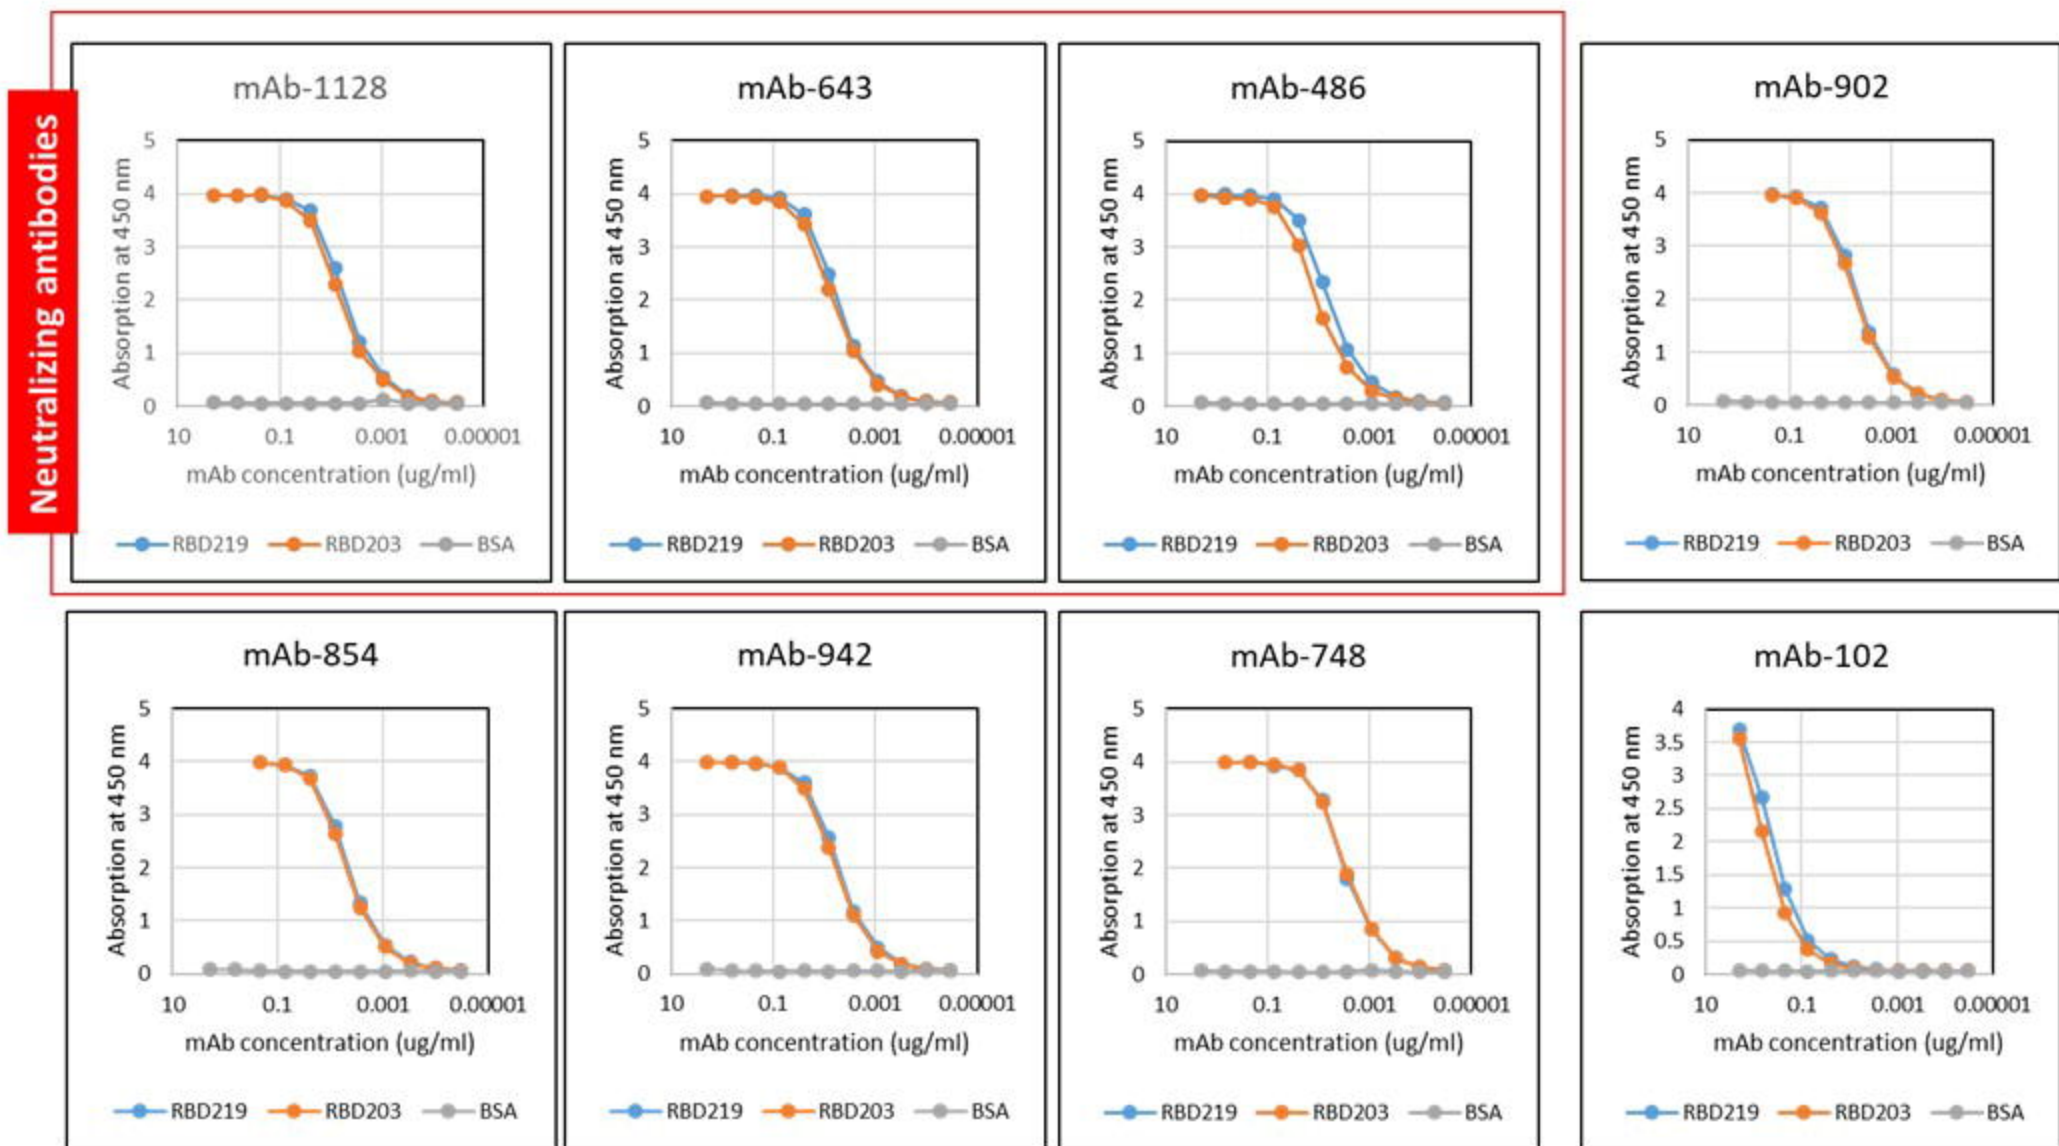 Neutralizing antibodies
mAb-1128
Absorption at 450 nm
5
4
3
2
1
0
10 0.1 0.001 0.00001
mAb concentration (ug/ml)
RBD219 RBD203 BSA
mAb-643
Absorption at 450 nm
5
4
3
2
1
0
10 0.1 0.001 0.00001
mAb concentration (ug/ml)
RBD219 RBD203 BSA
mAb-486
Absorption at 450 nm
5
4
3
2
1
0
10 0.1 0.001 0.00001
mAb concentration (ug/ml)
RBD219 RBD203 BSA
mAb-902
Absorption at 450 nm
5
4
3
2
1
0
10 0.1 0.001 0.00001
mAb concentration (ug/ml)
RBD219 RBD203 BSA
mAb-854
Absorption at 450 nm
5
4
3
2
1
0
10 0.1 0.001 0.00001
mAb concentration (ug/ml)
RBD219 RBD203 BSA
mAb-942
Absorption at 450 nm
5
4
3
2
1
0
10 0.1 0.001 0.00001
mAb concentration (ug/ml)
RBD219 RBD203 BSA
mAb-748
Absorption at 450 nm
5
4
3
2
1
0
10 0.1 0.001 0.00001
mAb concentration (ug/ml)
RBD219 RBD203 BSA
mAb-102
Absorption at 450 nm
4
3.5
3
2.5
2
1.5
1
0.5
0
10 0.1 0.001 0.00001
mAb concentration (ug/ml)
RBD219 RBD203 BSA